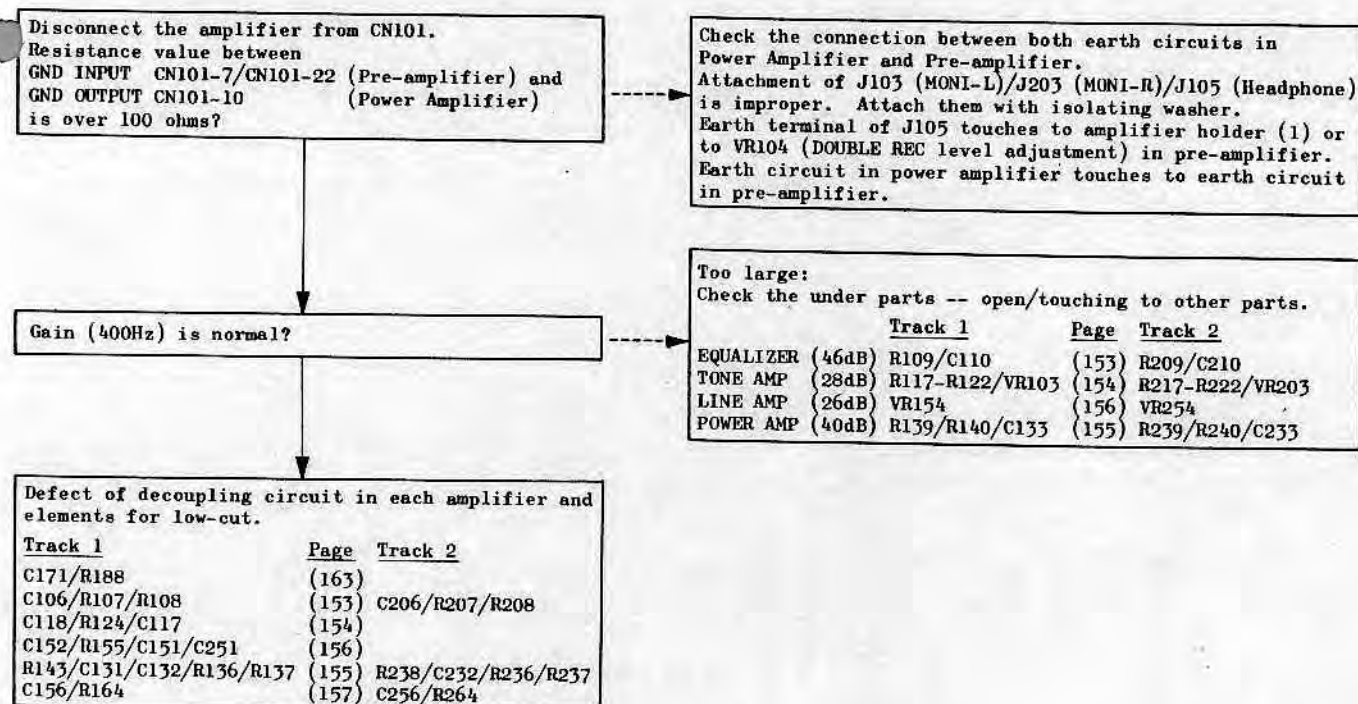 Disconnect the amplifier from CN101.
Resistance value between
GND INPUT CN101-7/CN101-22 (Pre-amplifier) and
GND OUTPUT CN101-10 (Power Amplifier)
is over 100 ohms?
Check the connection between both earth circuits in
Power Amplifier and Pre-amplifier.
Attachment of J103 (MONI-L)/J203 (MONI-R)/J105 (Headphone)
is improper. Attach them with isolating washer.
Earth terminal of J105 touches to amplifier holder (1) or
to VR104 (DOUBLE REC level adjustment) in pre-amplifier.
Earth circuit in power amplifier touches to earth circuit
in pre-amplifier.
Gain (400Hz) is normal?
Too large:
Check the under parts -- open/touching to other parts.
Track 1 Page Track 2
EQUALIZER (46dB) R109/C110 (153) R209/C210
TONE AMP (28dB) R117-R122/VR103 (154) R217-R222/VR203
LINE AMP (26dB) VR154 (156) VR254
POWER AMP (40dB) R139/R140/C133 (155) R239/R240/C233
Defect of decoupling circuit in each amplifier and
elements for low-cut.
Track 1 Page Track 2
C171/R188 (163)
C106/R107/R108 (153) C206/R207/R208
C118/R124/C117 (154)
C152/R155/C151/C251 (156)
R143/C131/C132/R136/R137 (155) R238/C232/R236/R237
C156/R164 (157) C256/R264